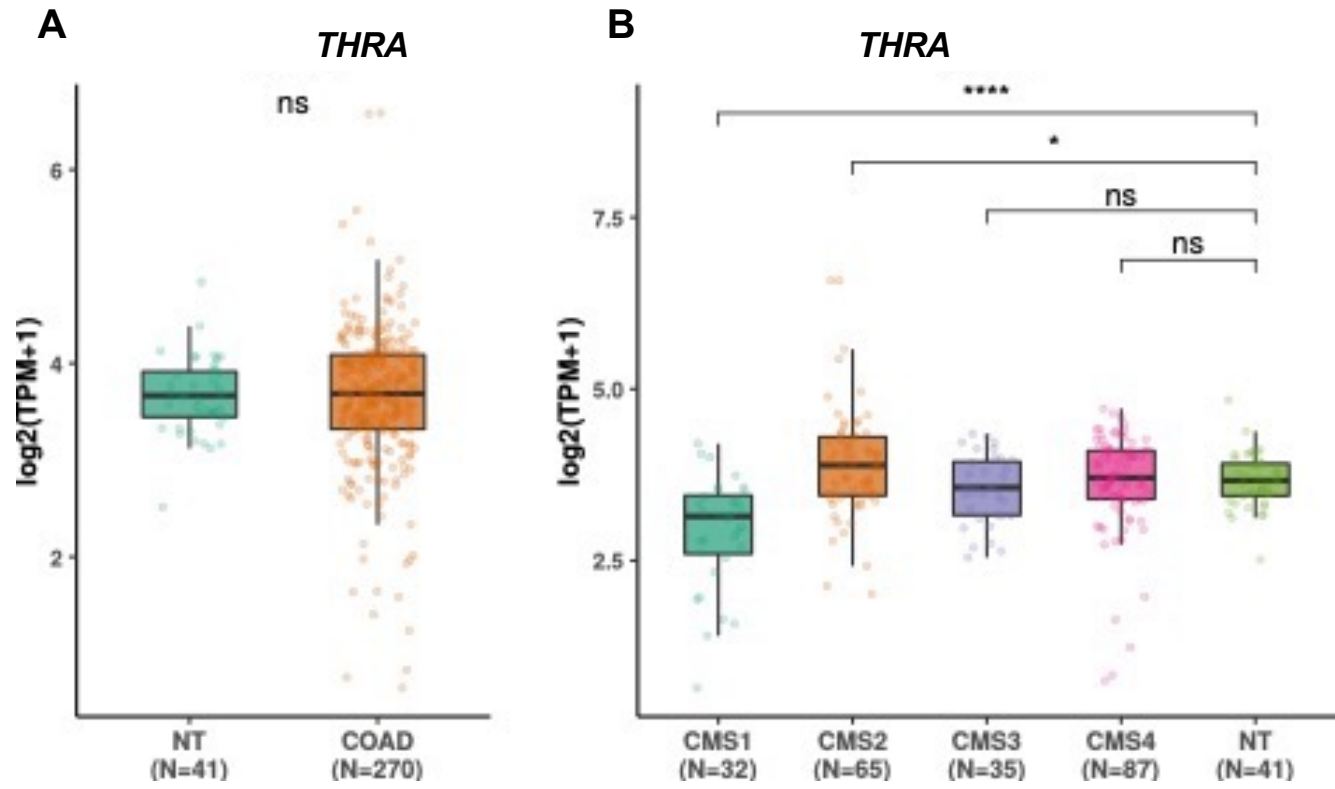 A
B
THRA
THRA
ns
****
*
ns
ns
6
4
2
log2(TPM+1)
7.5
5.0
2.5
log2(TPM+1)
NT
(N=41)
COAD
(N=270)
CMS1
(N=32)
CMS2
(N=65)
CMS3
(N=35)
CMS4
(N=87)
NT
(N=41)